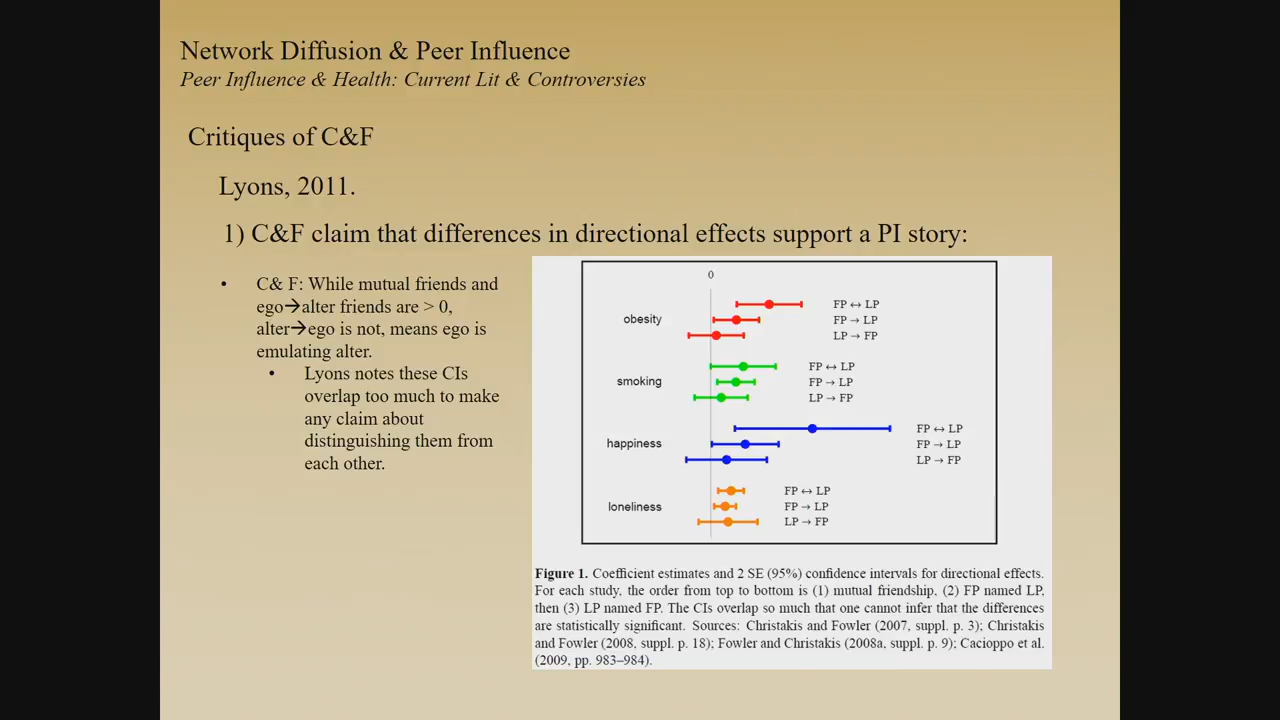 Network Diffusion & Peer Influence
Peer Influence & Health: Current Lit & Controversies
Critiques of C&F
Lyons, 2011.
1) C&F claim that differences in directional effects support a PI story:
• C& F: While mutual friends and
ego→alter friends are > 0,
alter→ego is not, means ego is
emulating alter.
• Lyons notes these CIs
overlap too much to make
any claim about
distinguishing them from
each other.
0
obesity
FP ↔ LP
FP → LP
LP → FP
smoking
FP ↔ LP
FP → LP
LP → FP
happiness
FP ↔ LP
FP → LP
LP → FP
loneliness
FP ↔ LP
FP → LP
LP → FP
Figure 1. Coefficient estimates and 2 SE (95%) confidence intervals for directional effects.
For each study, the order from top to bottom is (1) mutual friendship, (2) FP named LP,
then (3) LP named FP. The CIs overlap so much that one cannot infer that the differences
are statistically significant. Sources: Christakis and Fowler (2007, suppl. p. 3); Christakis
and Fowler (2008, suppl. p. 18); Fowler and Christakis (2008a, suppl. p. 9); Cacioppo et al.
(2009, pp. 983–984).